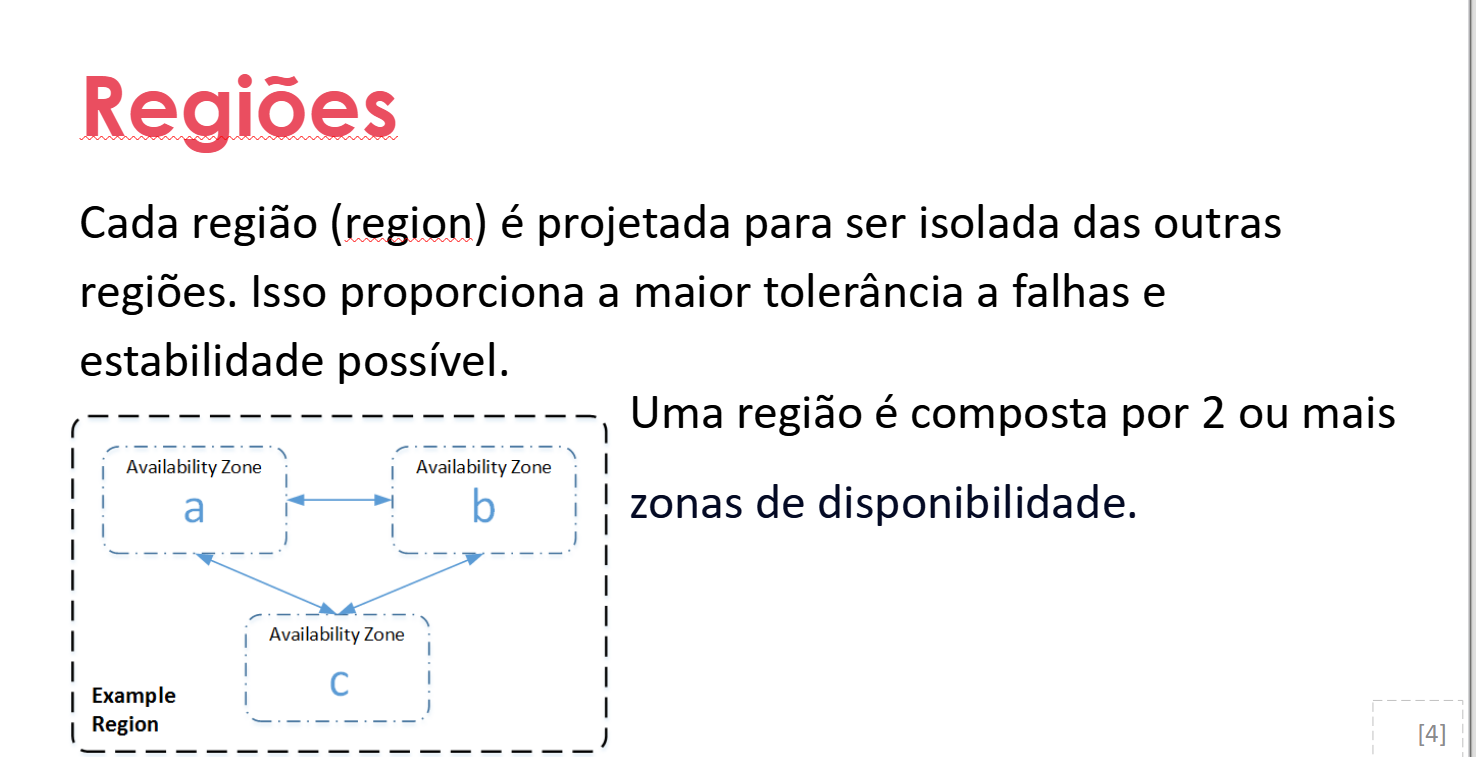 Regiões
Cada região (region) é projetada para ser isolada das outras
regiões. Isso proporciona a maior tolerância a falhas e
estabilidade possível.
Uma região é composta por 2 ou mais
zonas de disponibilidade.
Availability Zone
a
Availability Zone
b
Availability Zone
c
Example
Region
[4]